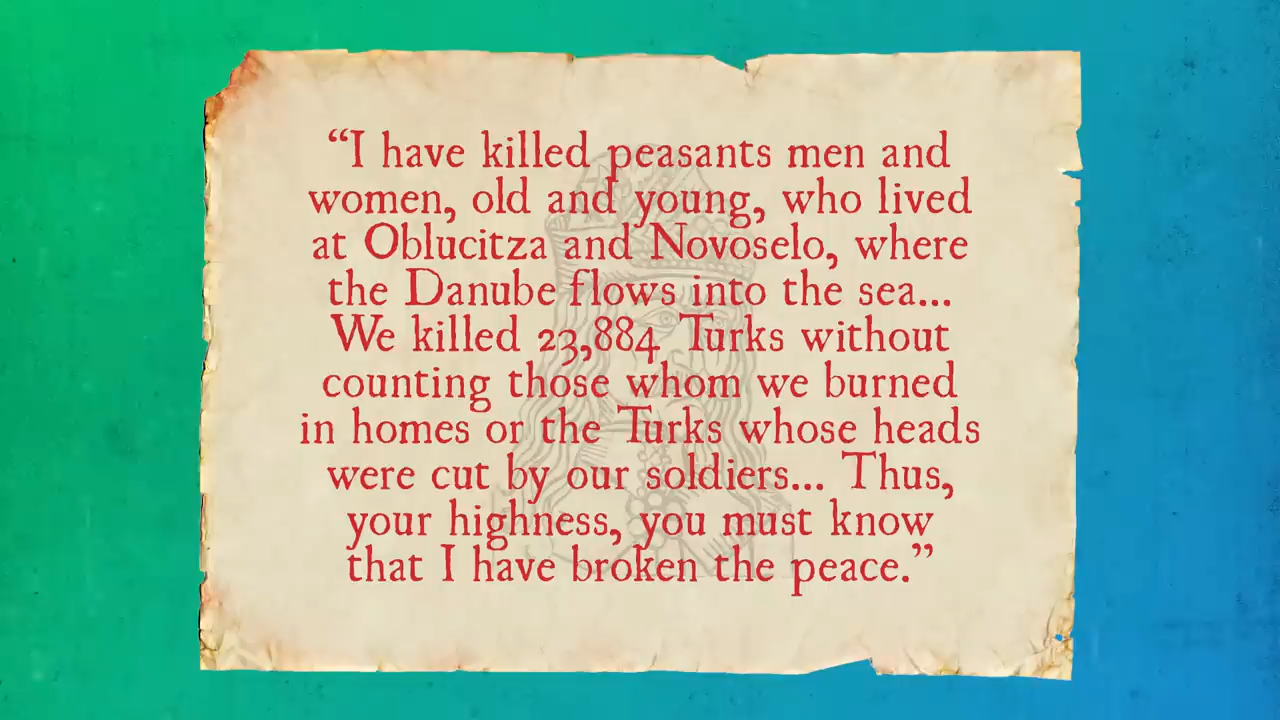 “I have killed peasants men and
women, old and young, who lived
at Oblucitza and Novoselo, where
the Danube flows into the sea...
We killed 23,884 Turks without
counting those whom we burned
in homes or the Turks whose heads
were cut by our soldiers... Thus,
your highness, you must know
that I have broken the peace.”